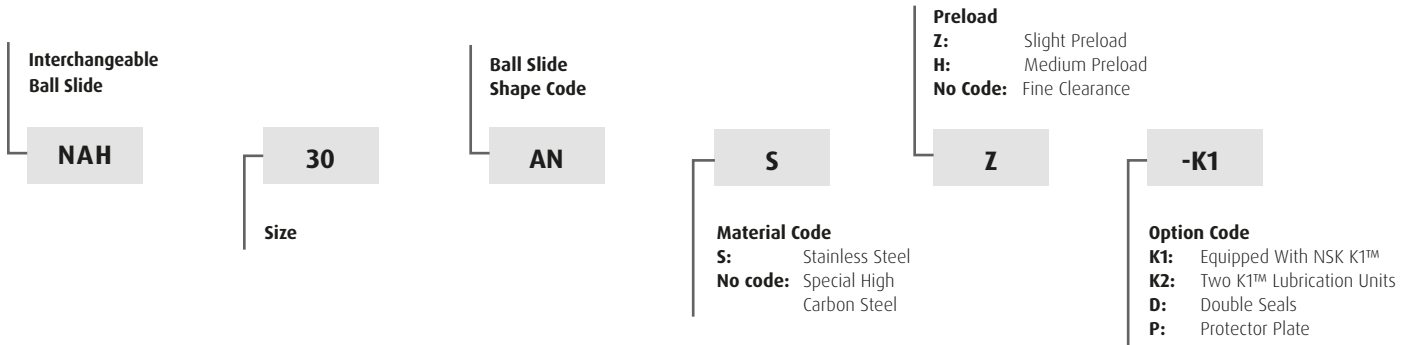 Interchangeable
Ball Slide
NAH
30
Size
Ball Slide
Shape Code
AN
S
Material Code
S: Stainless Steel
No code: Special High
Carbon Steel
Preload
Z: Slight Preload
H: Medium Preload
No Code: Fine Clearance
Z
-K1
Option Code
K1: Equipped With NSK K1™
K2: Two K1™ Lubrication Units
D: Double Seals
P: Protector Plate